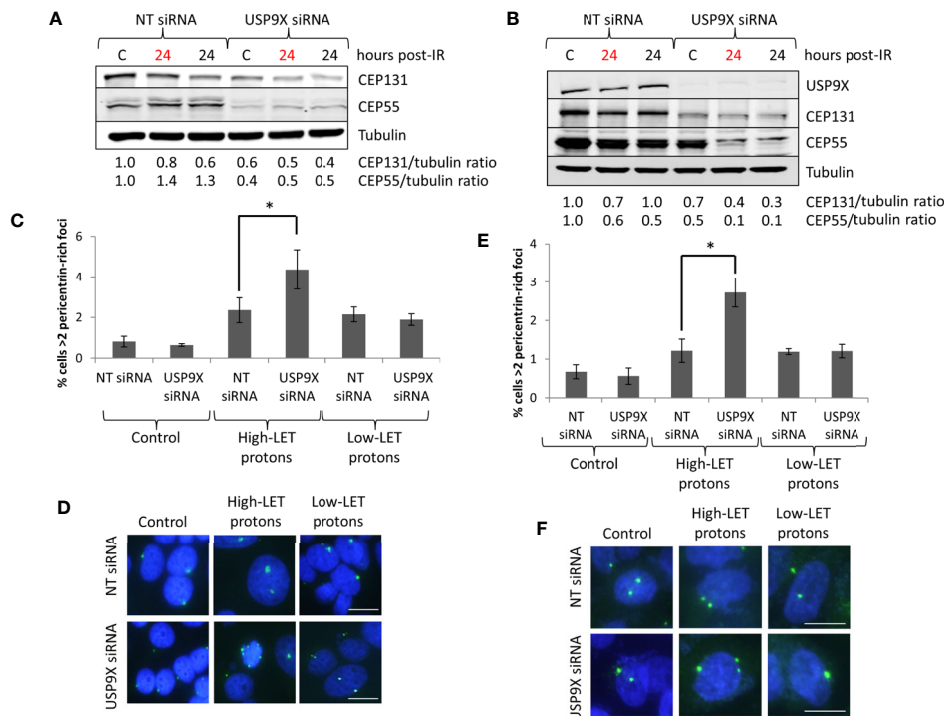 A
NT siRNA USP9X siRNA
C 24 24 C 24 24 hours post-IR
CEP131
CEP55
Tubulin
1.0 0.8 0.6 0.6 0.5 0.4 CEP131/tubulin ratio
1.0 1.4 1.3 0.4 0.5 0.5 CEP55/tubulin ratio
B
NT siRNA USP9X siRNA
C 24 24 C 24 24 hours post-IR
USP9X
CEP131
CEP55
Tubulin
1.0 0.7 1.0 0.7 0.4 0.3 CEP131/tubulin ratio
1.0 0.6 0.5 0.5 0.1 0.1 CEP55/tubulin ratio
C
% cells >2 pericentrin-rich foci
6
4
2
0
*
NT siRNA USP9X siRNA NT siRNA USP9X siRNA NT siRNA USP9X siRNA
Control High-LET protons Low-LET protons
E
% cells >2 pericentrin-rich foci
4
3
2
1
0
*
NT siRNA USP9X siRNA NT siRNA USP9X siRNA NT siRNA USP9X siRNA
Control High-LET protons Low-LET protons
D
Control High-LET protons Low-LET protons
NT siRNA
USP9X siRNA
F
Control High-LET protons Low-LET protons
NT siRNA
USP9X siRNA